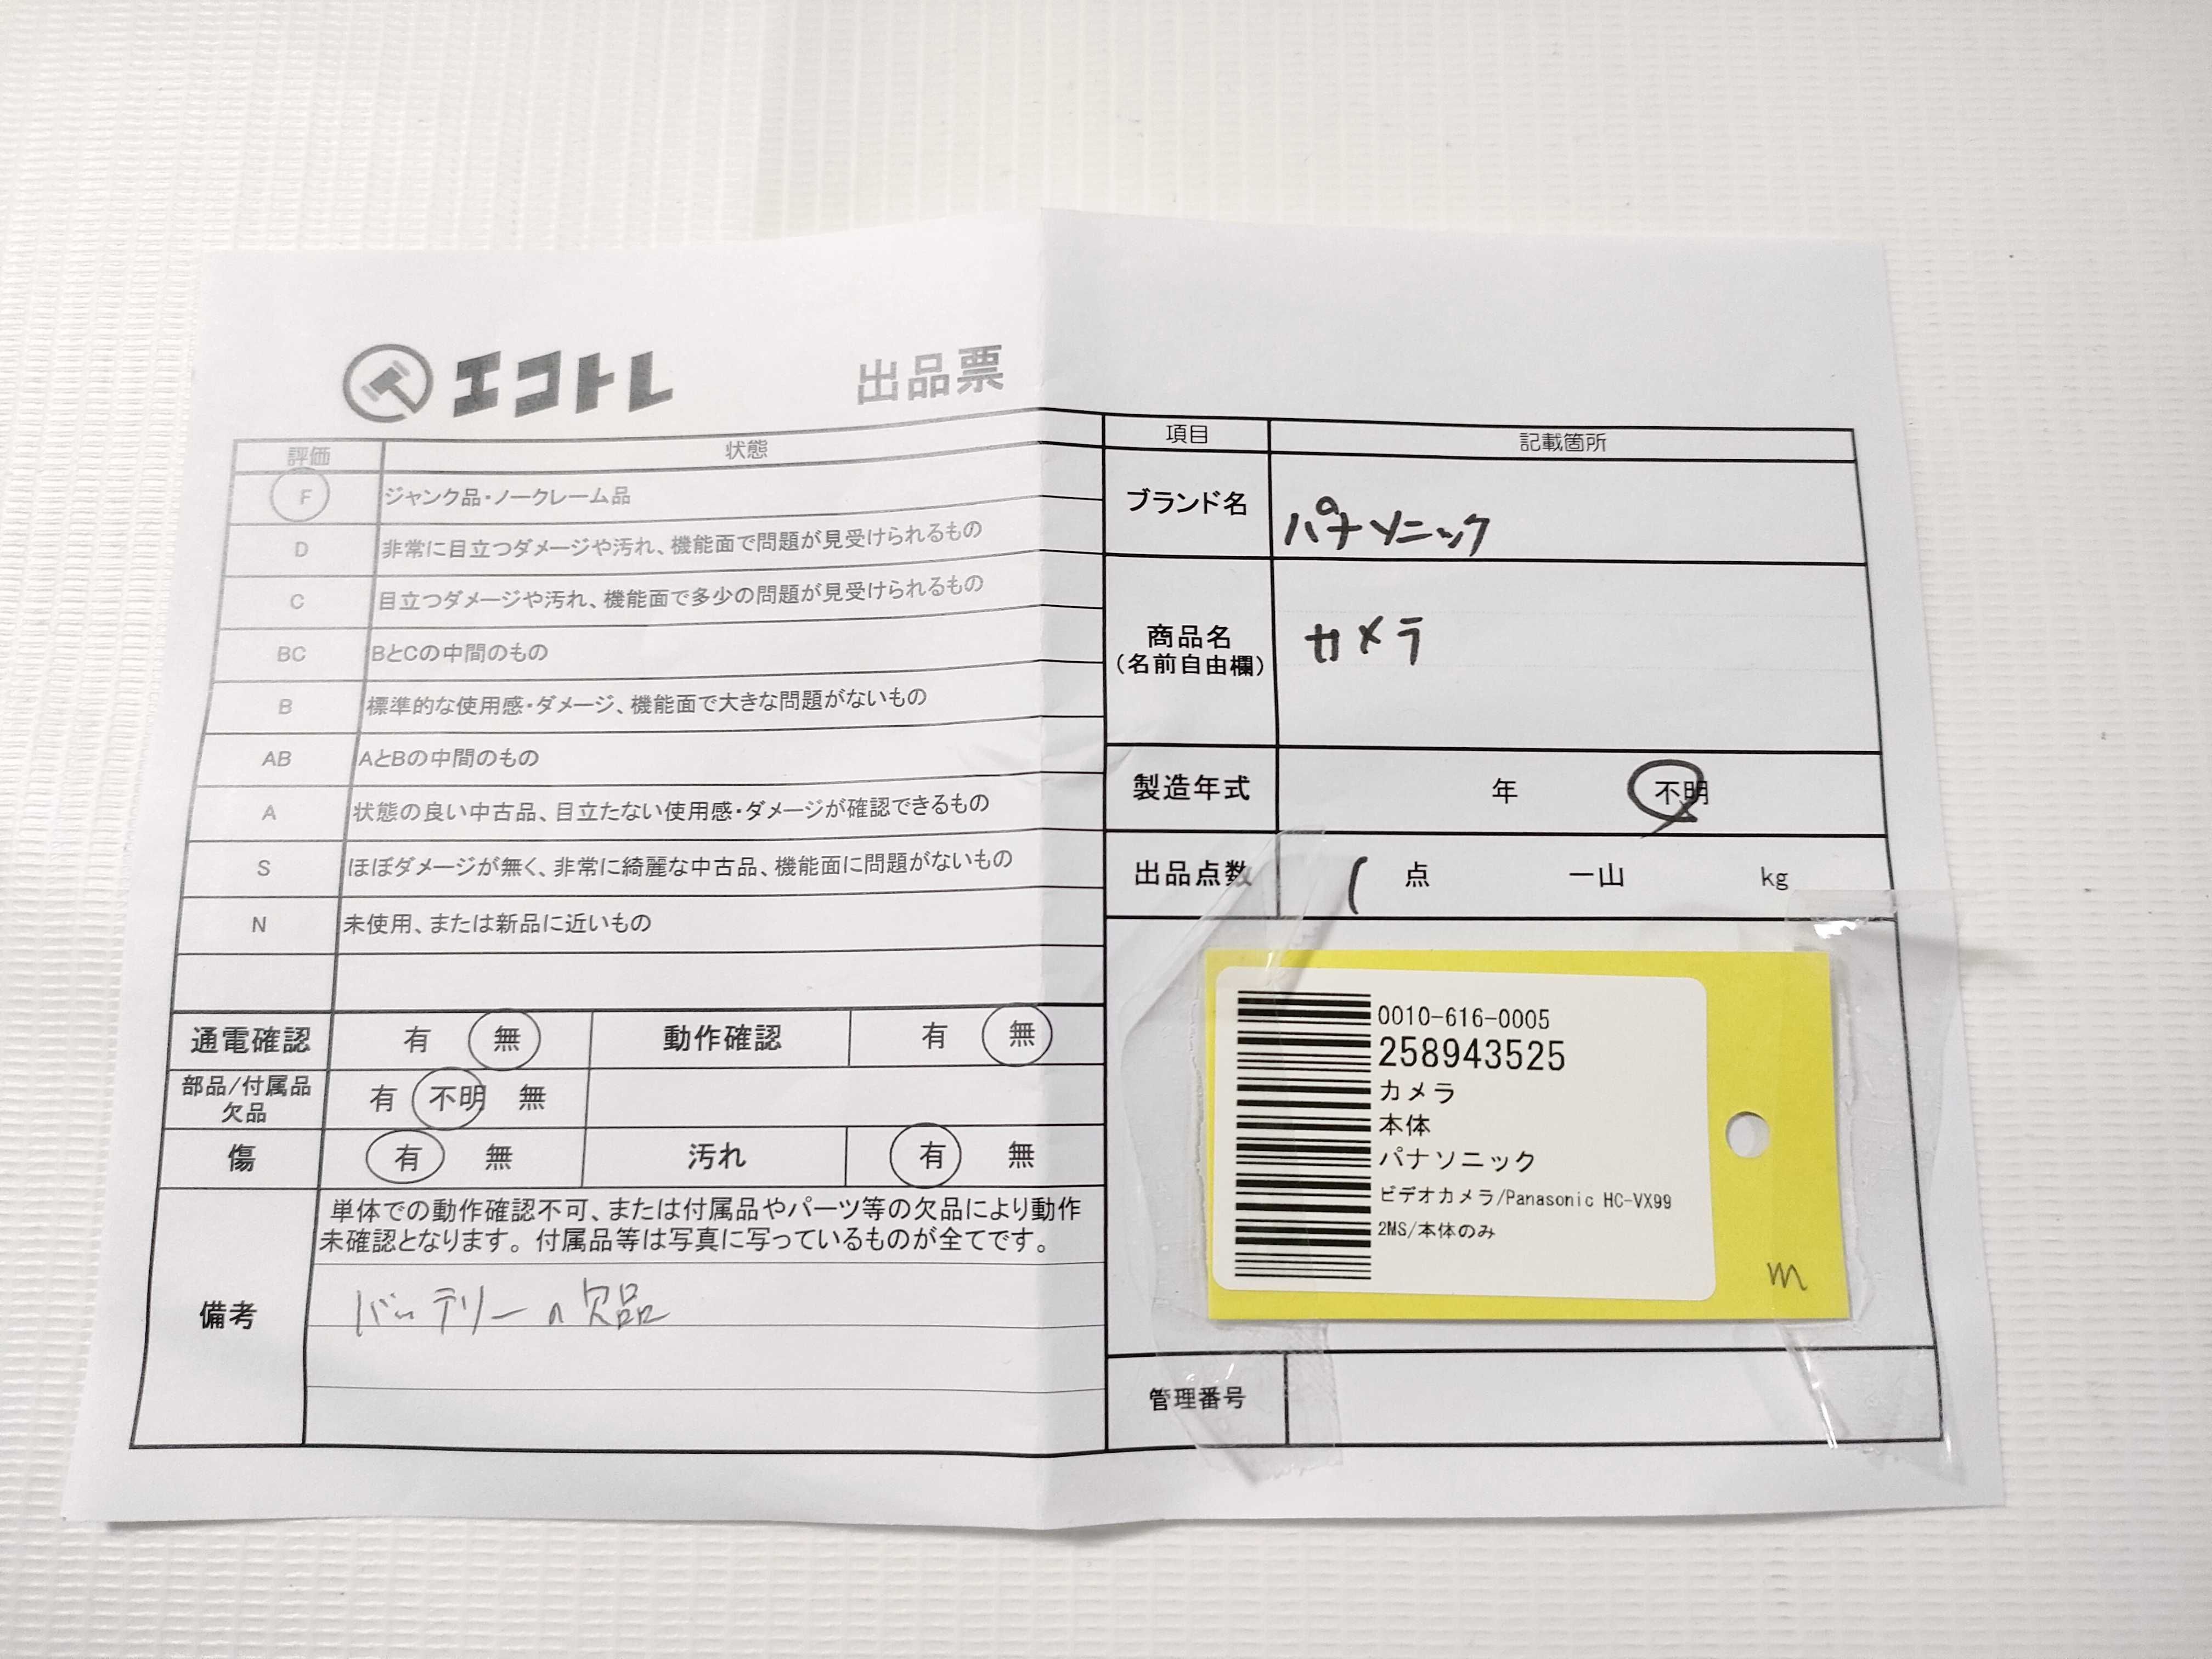 エコトレ 出品票
評価 状態
F ジャンク品・ノークレーム品
D 非常に目立つダメージや汚れ、機能面で問題が見受けられるもの
C 目立つダメージや汚れ、機能面で多少の問題が見受けられるもの
BC BとCの中間のもの
B 標準的な使用感・ダメージ、機能面で大きな問題がないもの
AB AとBの中間のもの
A 状態の良い中古品、目立たない使用感・ダメージが確認できるもの
S ほぼダメージが無く、非常に綺麗な中古品、機能面に問題がないもの
N 未使用、または新品に近いもの
通電確認 有 無 動作確認 有 無
部品/付属品
欠品
有 不明 無
傷 有 無 汚れ 有 無
備考
単体での動作確認不可、または付属品やパーツ等の欠品により動作
未確認となります。付属品等は写真に写っているものが全てです。
バッテリーの欠品
項目 記載箇所
ブランド名 パナソニック
商品名
(名前自由欄)
カメラ
製造年式 年 不明
出品点数 1 点 一山 kg
0010-616-0005
258943525
カメラ
本体
パナソニック
ビデオカメラ/Panasonic HC-VX99
2MS/本体のみ
m
管理番号